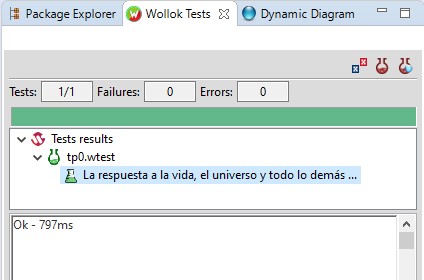 Package Explorer Wollok Tests Dynamic Diagram
Tests: 1/1 Failures: 0 Errors: 0
Tests results
tp0.wtest
La respuesta a la vida, el universo y todo lo demás ...
Ok - 797ms